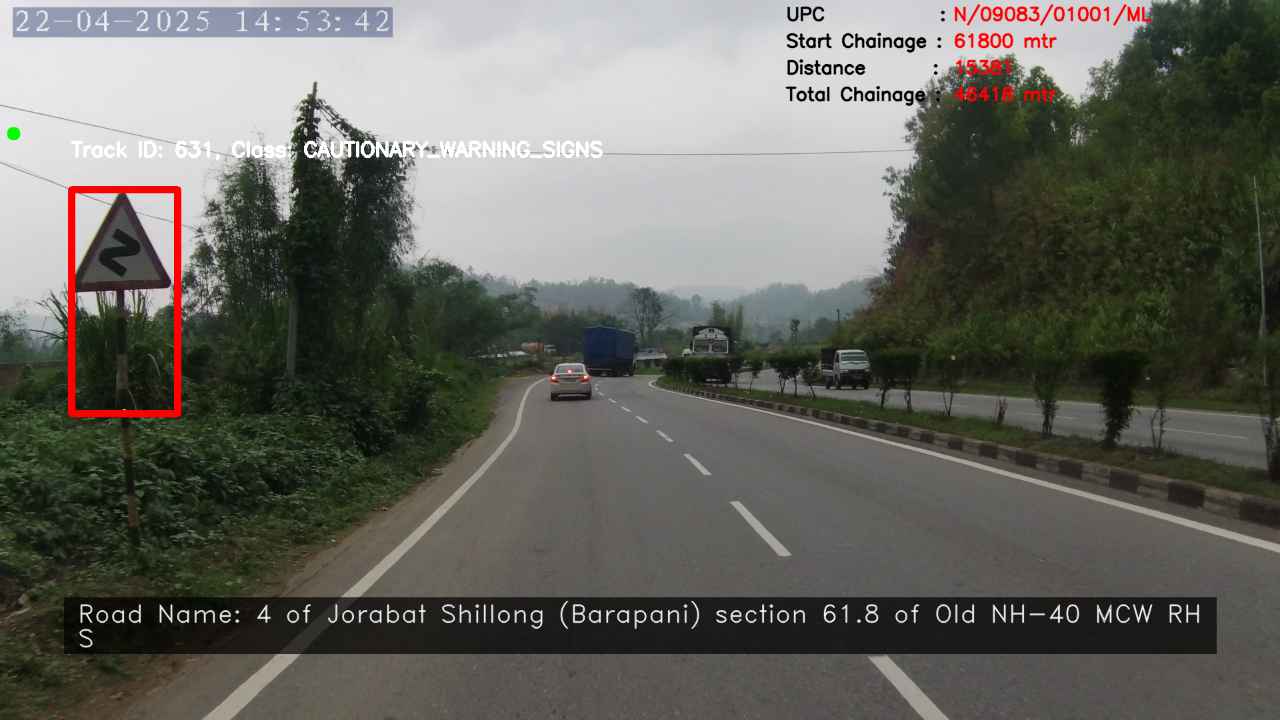 22-04-2025 14:53:42
UPC : N/09083/01001/ML
Start Chainage : 61800 mtr
Distance : 15381
Total Chainage : 46418 mtr
Track ID: 631, Class: CAUTIONARY_WARNING_SIGNS
Road Name: 4 of Jorabat Shillong (Barapani) section 61.8 of Old NH-40 MCW RH
S